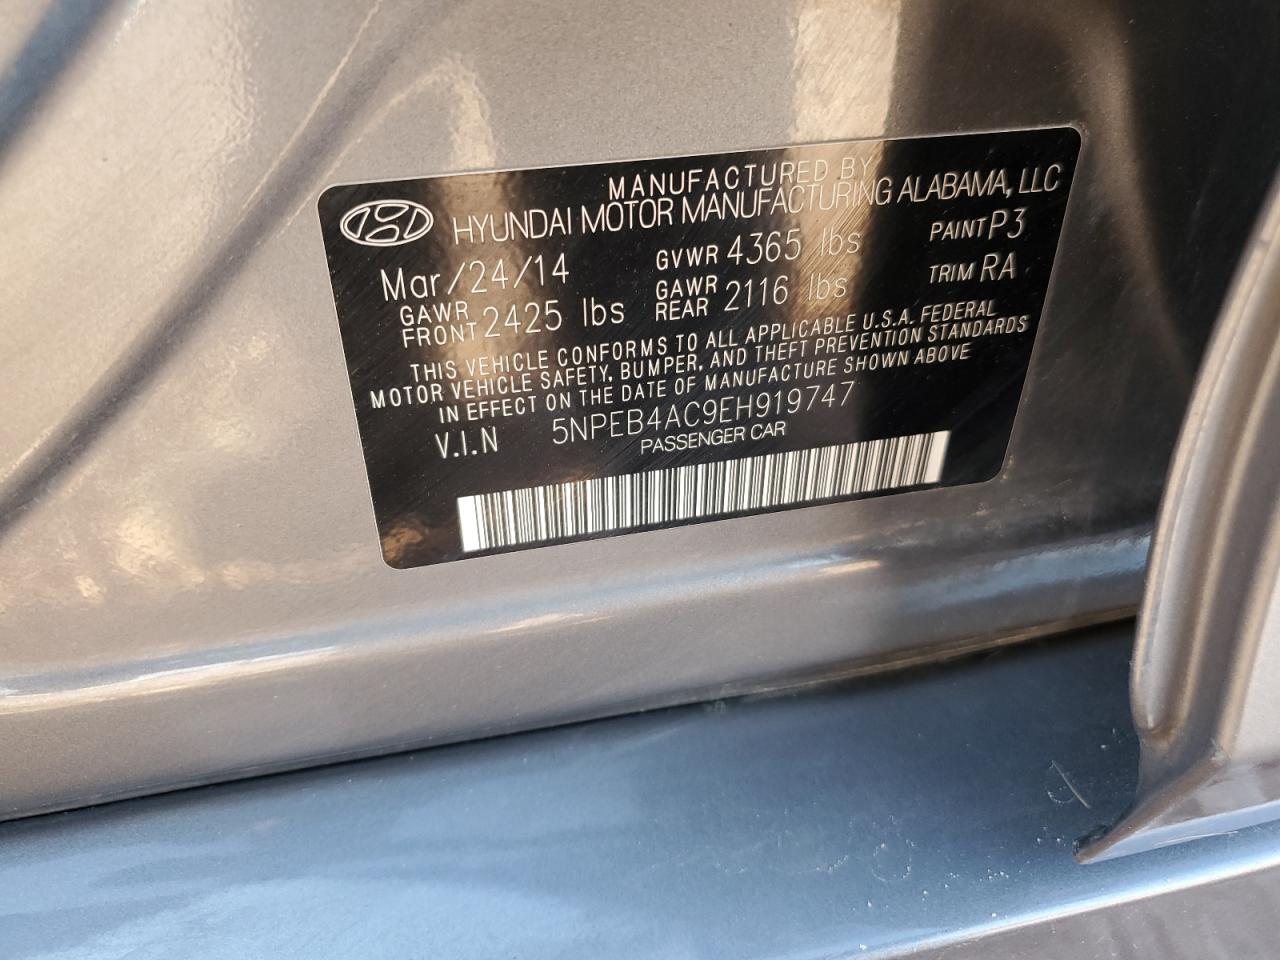 MANUFACTURED BY
HYUNDAI MOTOR MANUFACTURING ALABAMA, LLC
Mar/24/14 GVWR 4365 lbs PAINT P3
GAWR FRONT 2425 lbs GAWR REAR 2116 lbs TRIM RA
THIS VEHICLE CONFORMS TO ALL APPLICABLE U.S.A. FEDERAL
MOTOR VEHICLE SAFETY, BUMPER, AND THEFT PREVENTION STANDARDS
IN EFFECT ON THE DATE OF MANUFACTURE SHOWN ABOVE
V.I.N 5NPEB4AC9EH919747
PASSENGER CAR